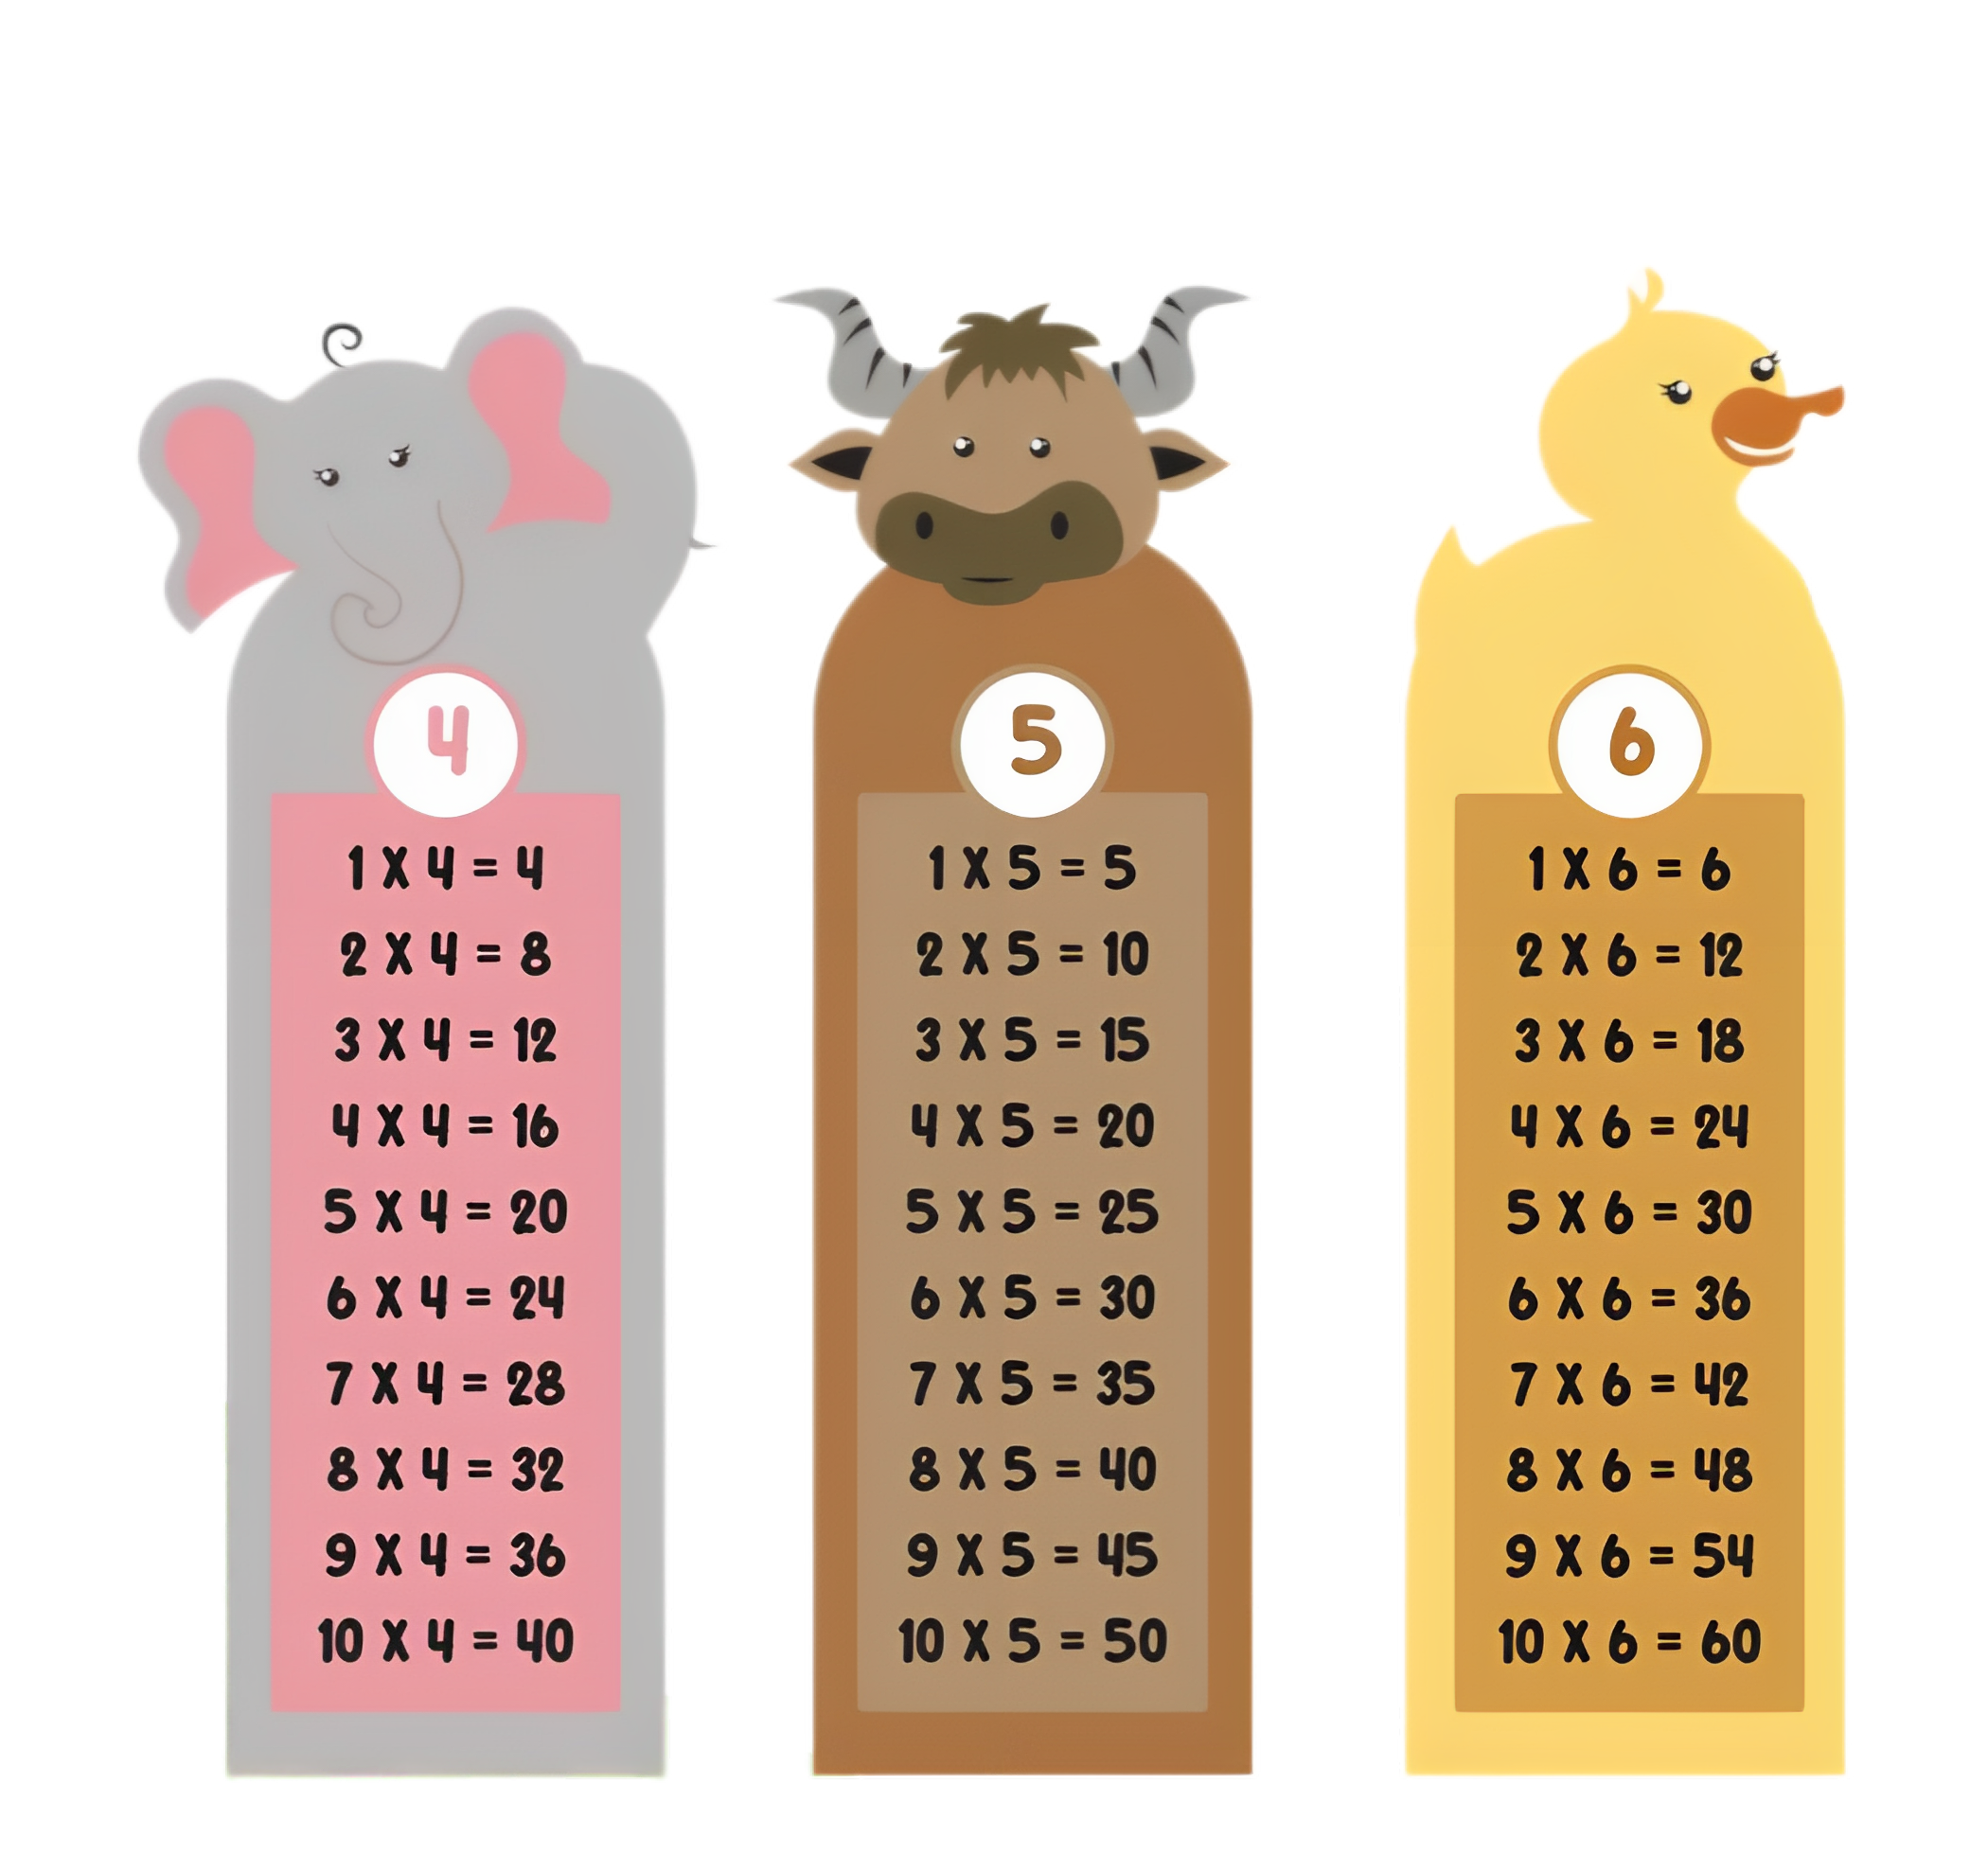 4
1 X 4 = 4
2 X 4 = 8
3 X 4 = 12
4 X 4 = 16
5 X 4 = 20
6 X 4 = 24
7 X 4 = 28
8 X 4 = 32
9 X 4 = 36
10 X 4 = 40
5
1 X 5 = 5
2 X 5 = 10
3 X 5 = 15
4 X 5 = 20
5 X 5 = 25
6 X 5 = 30
7 X 5 = 35
8 X 5 = 40
9 X 5 = 45
10 X 5 = 50
6
1 X 6 = 6
2 X 6 = 12
3 X 6 = 18
4 X 6 = 24
5 X 6 = 30
6 X 6 = 36
7 X 6 = 42
8 X 6 = 48
9 X 6 = 54
10 X 6 = 60